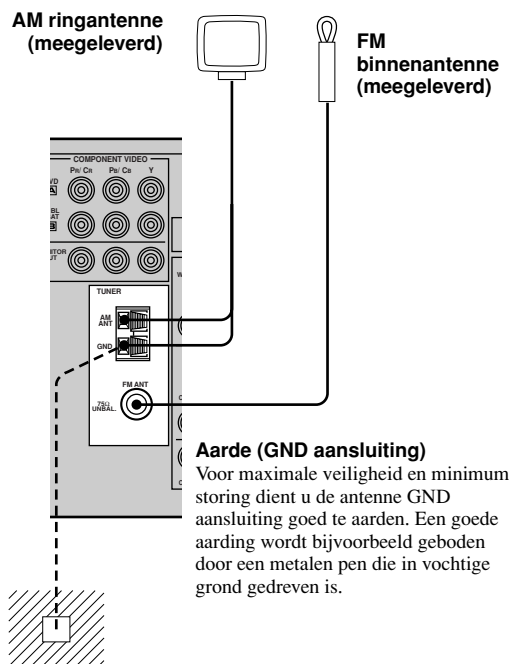 AM ringantenne
(meegeleverd)
FM
binnenantenne
(meegeleverd)
COMPONENT VIDEO
PR/ CR PB/ CB Y
A
B
TUNER
AM
ANT
GND
FM ANT
75Ω
UNBAL.
Aarde (GND aansluiting)
Voor maximale veiligheid en minimum
storing dient u de antenne GND
aansluiting goed te aarden. Een goede
aarding wordt bijvoorbeeld geboden
door een metalen pen die in vochtige
grond gedreven is.